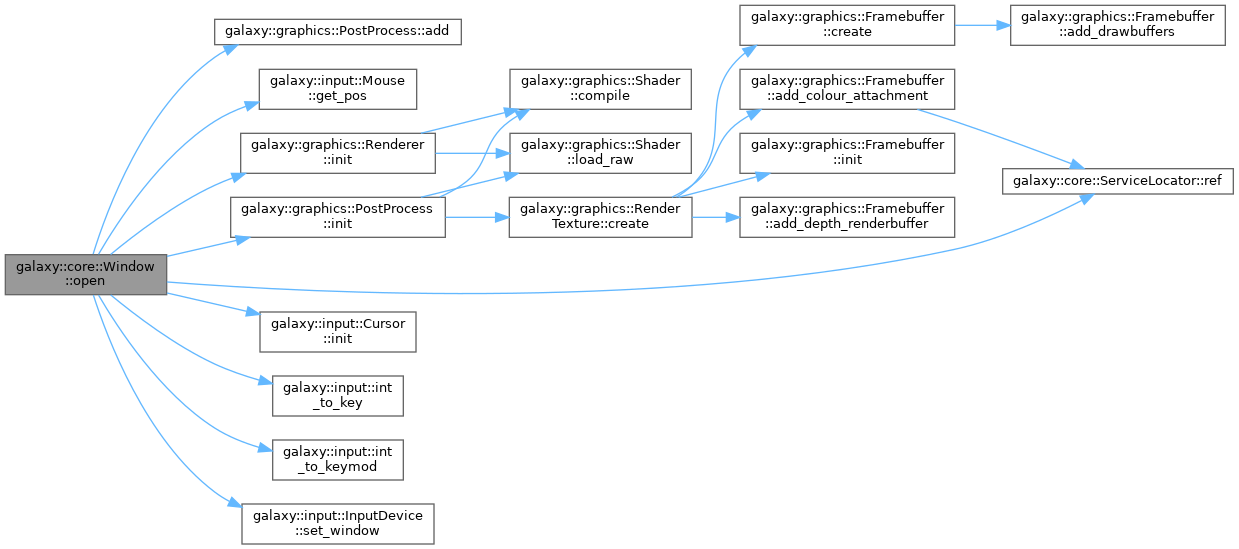 galaxy::core::Window
::open
galaxy::graphics::PostProcess::add
galaxy::input::Mouse
::get_pos
galaxy::graphics::Renderer
::init
galaxy::graphics::PostProcess
::init
galaxy::input::Cursor
::init
galaxy::input::int
_to_key
galaxy::input::int
_to_keymod
galaxy::input::InputDevice
::set_window
galaxy::graphics::Shader
::compile
galaxy::graphics::Shader
::load_raw
galaxy::graphics::Render
Texture::create
galaxy::graphics::Framebuffer
::create
galaxy::graphics::Framebuffer
::add_colour_attachment
galaxy::graphics::Framebuffer
::init
galaxy::graphics::Framebuffer
::add_depth_renderbuffer
galaxy::graphics::Framebuffer
::add_drawbuffers
galaxy::core::ServiceLocator::ref